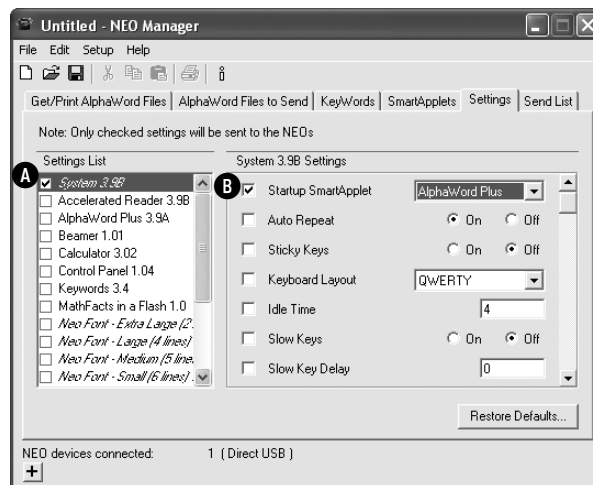 Untitled - NEO Manager
File Edit Setup Help
Get/Print AlphaWord Files AlphaWord Files to Send KeyWords SmartApplets Settings Send List
Note: Only checked settings will be sent to the NEOs
Settings List
A
System 3.9B
Accelerated Reader 3.9B
AlphaWord Plus 3.9A
Beamer 1.01
Calculator 3.02
Control Panel 1.04
Keywords 3.4
MathFacts in a Flash 1.0
Neo Font - Extra Large (2
Neo Font - Large (4 lines)
Neo Font - Medium (5 line
Neo Font - Small (6 lines)
System 3.9B Settings
B
Startup SmartApplet AlphaWord Plus
Auto Repeat On Off
Sticky Keys On Off
Keyboard Layout QWERTY
Idle Time 4
Slow Keys On Off
Slow Key Delay 0
Restore Defaults...
NEO devices connected: 1 (Direct USB)
+